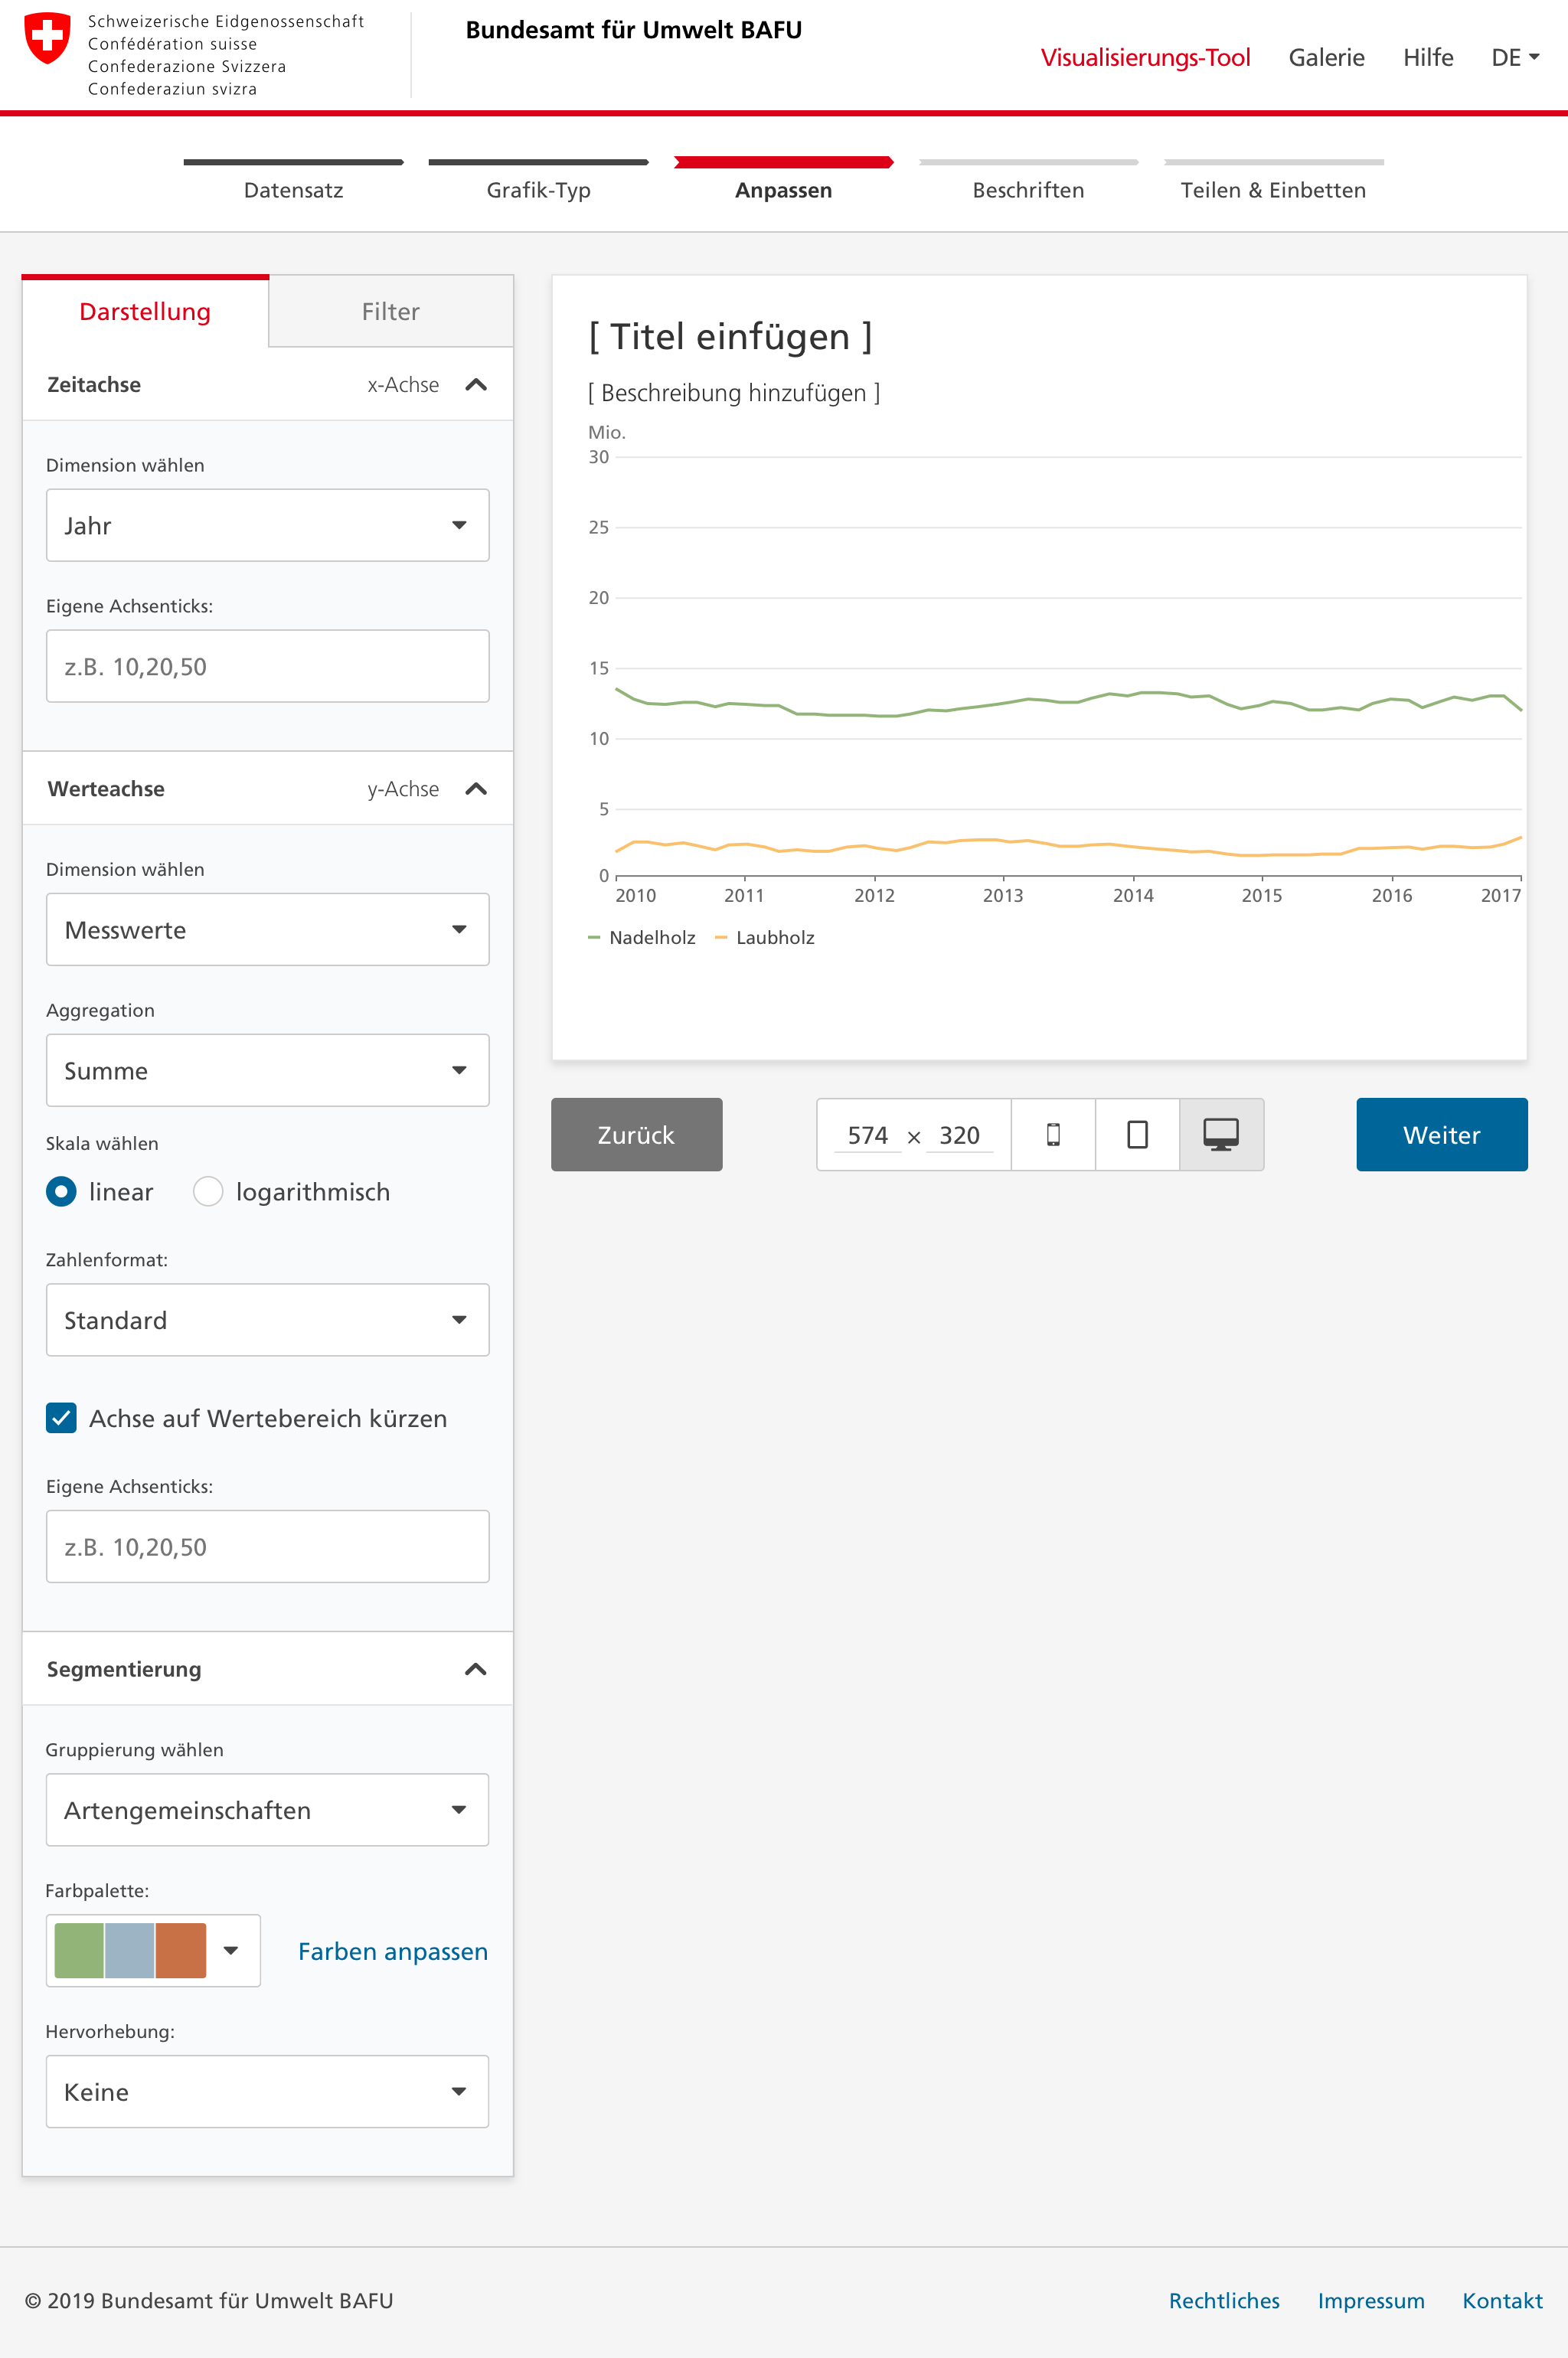 Schweizerische Eidgenossenschaft
Confédération suisse
Confederazione Svizzera
Confederaziun svizra
Bundesamt für Umwelt BAFU
Visualisierungs-Tool Galerie Hilfe DE
Datensatz Grafik-Typ Anpassen Beschriften Teilen & Einbetten
Darstellung Filter
Zeitachse x-Achse
Dimension wählen
Jahr
Eigene Achsenticks:
z.B. 10,20,50
Werteachse y-Achse
Dimension wählen
Messwerte
Aggregation
Summe
Skala wählen
linear logarithmisch
Zahlenformat:
Standard
Achse auf Wertebereich kürzen
Eigene Achsenticks:
z.B. 10,20,50
Segmentierung
Gruppierung wählen
Artengemeinschaften
Farbpalette:
Farben anpassen
Hervorhebung:
Keine
[ Titel einfügen ]
[ Beschreibung hinzufügen ]
Mio.
30
25
20
15
10
5
0
2010 2011 2012 2013 2014 2015 2016 2017
Nadelholz Laubholz
Zurück 574 × 320 Weiter
© 2019 Bundesamt für Umwelt BAFU Rechtliches Impressum Kontakt